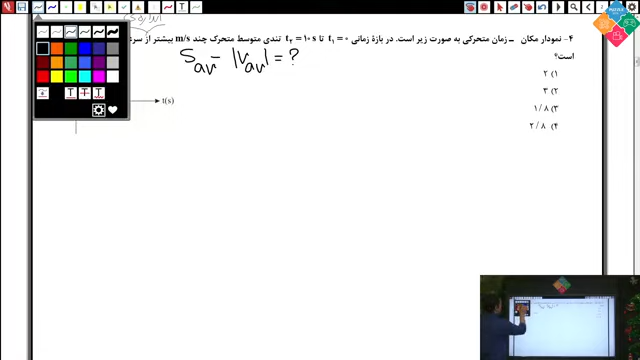 اندازه‌ی
۴- نمودار مکان – زمان متحرکی به صورت زیر است. در بازهٔ زمانی t₁ = ۰ تا t₂ = ۱۰ s تندی متوسط متحرک چند m/s بیشتر از
است؟
S_av - |V_av| = ?
۱) ۲
۲) ۳
۳) ۱/۸
۴) ۲/۸
t(s)